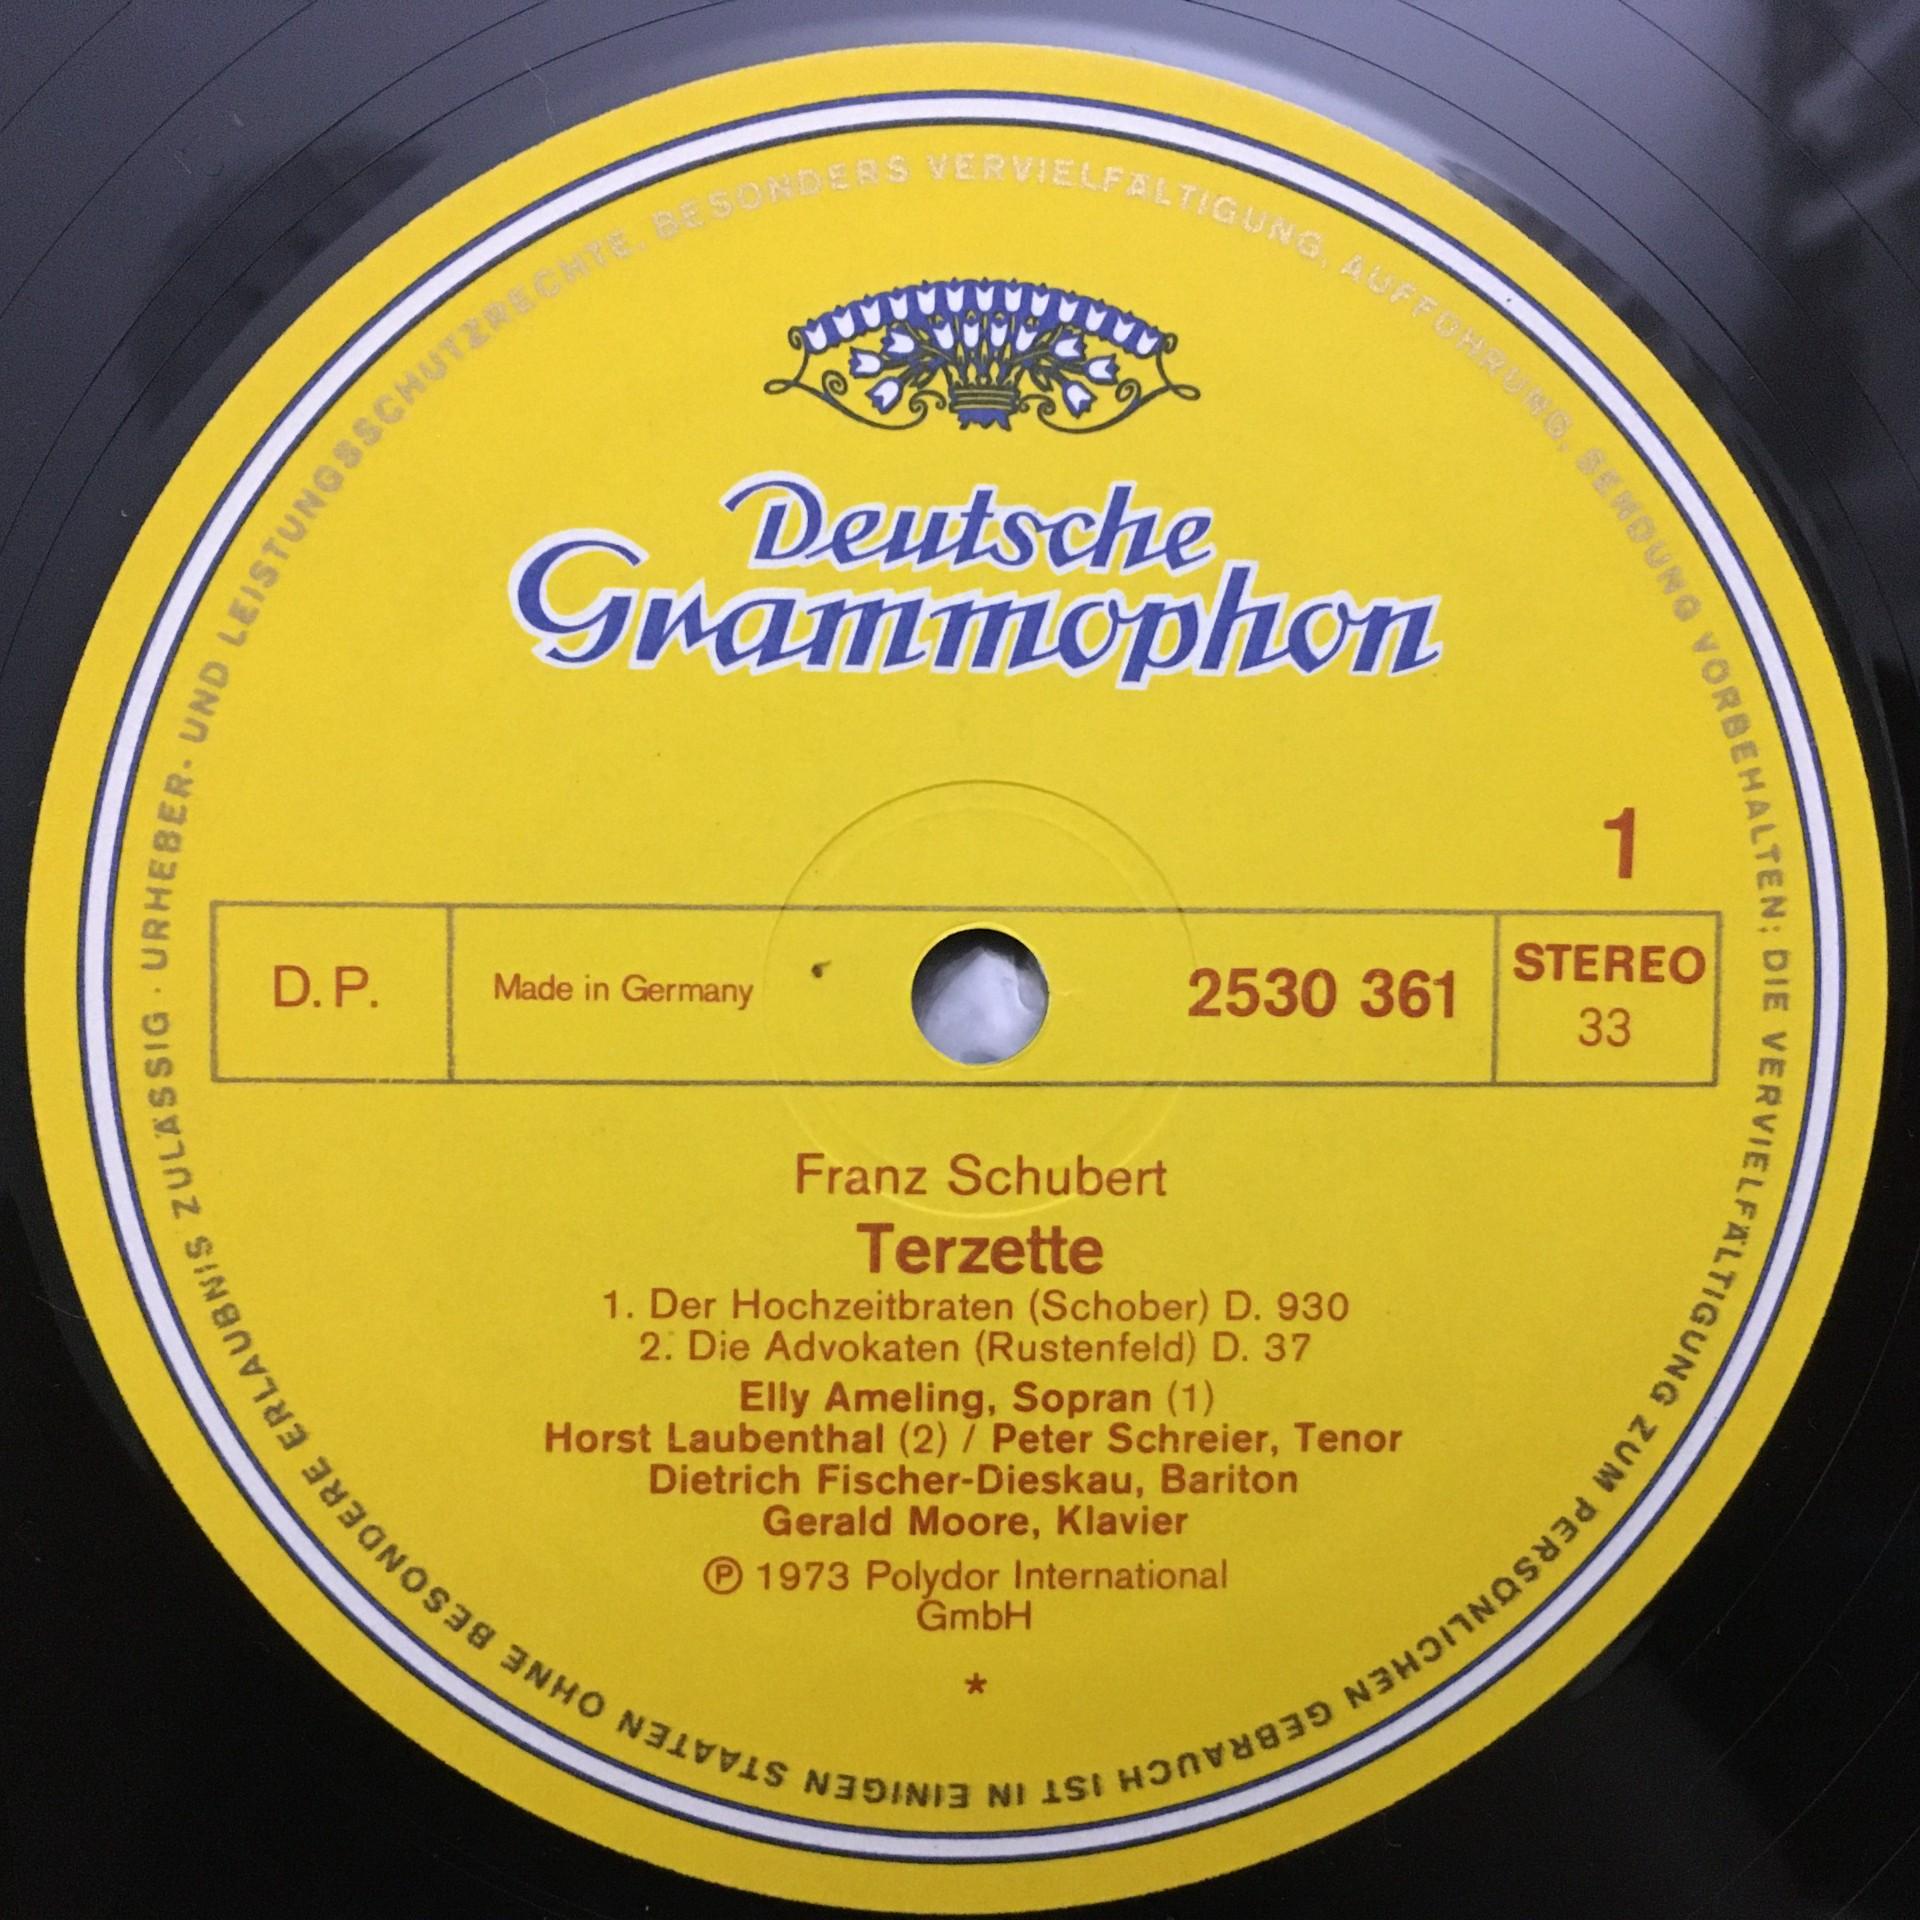 URHEBER- UND LEISTUNGSSCHUTZRECHTE, BESONDERS VERVIELFÄLTIGUNG, AUFFÜHRUNG, SENDUNG VORBEHALTEN; DIE VERVIELFÄLTIGUNG ZUM PERSÖNLICHEN GEBRAUCH IST IN EINIGEN STAATEN OHNE BESONDERE ERLAUBNIS ZULÄSSIG ·
Deutsche
Grammophon
1
D.P.
Made in Germany
2530 361
STEREO
33
Franz Schubert
Terzette
1. Der Hochzeitbraten (Schober) D. 930
2. Die Advokaten (Rustenfeld) D. 37
Elly Ameling, Sopran (1)
Horst Laubenthal (2) / Peter Schreier, Tenor
Dietrich Fischer-Dieskau, Bariton
Gerald Moore, Klavier
℗ 1973 Polydor International
GmbH
*